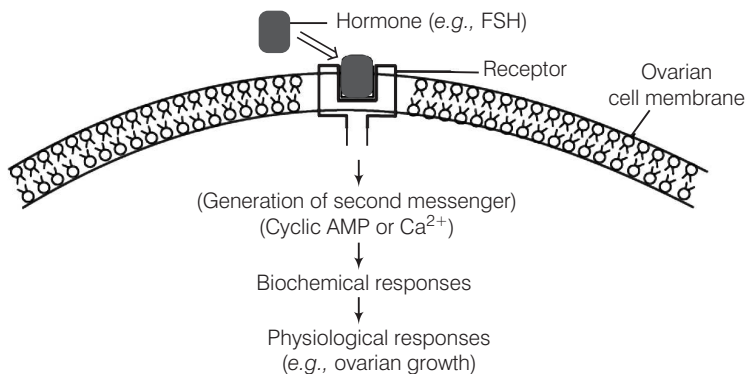 Hormone (e.g., FSH)
Receptor
Ovarian
cell membrane
(Generation of second messenger)
(Cyclic AMP or Ca²⁺)
Biochemical responses
Physiological responses
(e.g., ovarian growth)